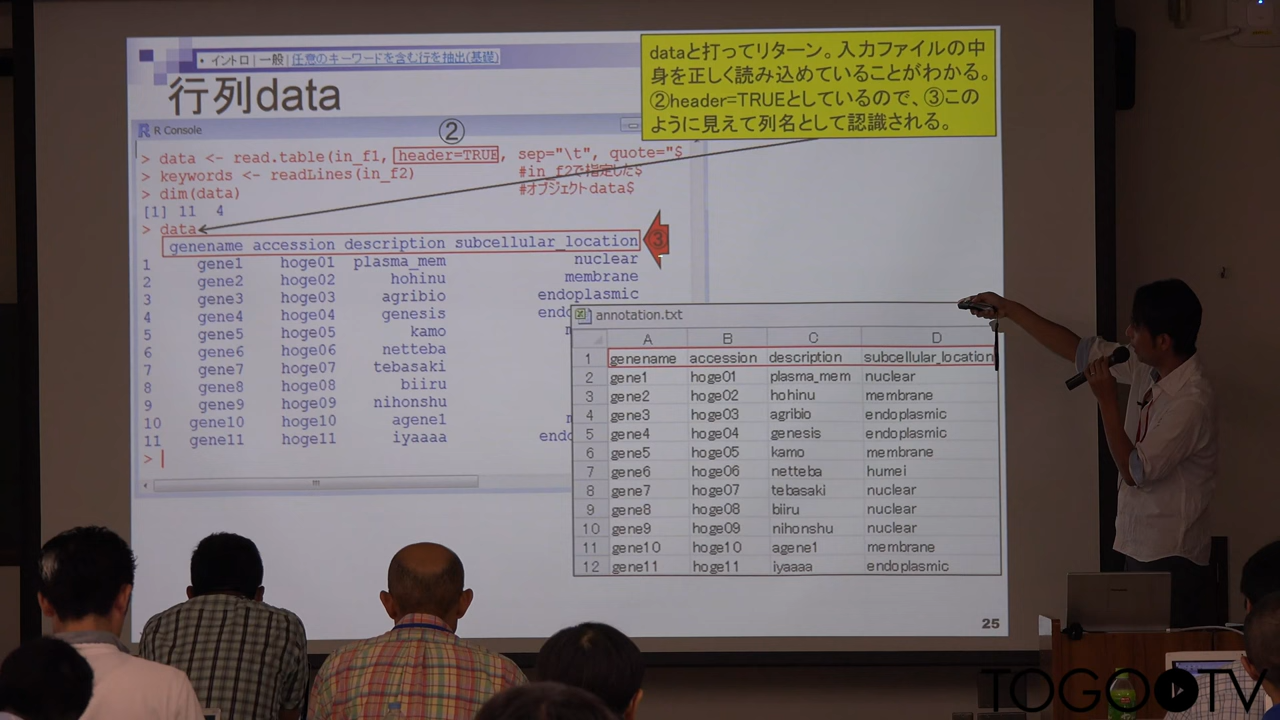 • イントロ | 一般 | 任意のキーワードを含む行を抽出(基礎)
行列data
dataと打ってリターン。入力ファイルの中
身を正しく読み込めていることがわかる。
②header=TRUEとしているので、③この
ように見えて列名として認識される。
R Console
②
> data <- read.table(in_f1, header=TRUE, sep="\t", quote="$
> keywords <- readLines(in_f2) #in_f2で指定した$
> dim(data) #オブジェクトdata$
[1] 11 4
> data
genename accession description subcellular_location
③
1 gene1 hoge01 plasma_mem nuclear
2 gene2 hoge02 hohinu membrane
3 gene3 hoge03 agribio endoplasmic
4 gene4 hoge04 genesis
5 gene5 hoge05 kamo
6 gene6 hoge06 netteba
7 gene7 hoge07 tebasaki
8 gene8 hoge08 biiru
9 gene9 hoge09 nihonshu
10 gene10 hoge10 agene1
11 gene11 hoge11 iyaaaa
>
annotation.txt
A B C D
1 genename accession description subcellular_location
2 gene1 hoge01 plasma_mem nuclear
3 gene2 hoge02 hohinu membrane
4 gene3 hoge03 agribio endoplasmic
5 gene4 hoge04 genesis endoplasmic
6 gene5 hoge05 kamo membrane
7 gene6 hoge06 netteba humei
8 gene7 hoge07 tebasaki nuclear
9 gene8 hoge08 biiru nuclear
10 gene9 hoge09 nihonshu nuclear
11 gene10 hoge10 agene1 membrane
12 gene11 hoge11 iyaaaa endoplasmic
25
TOGO TV